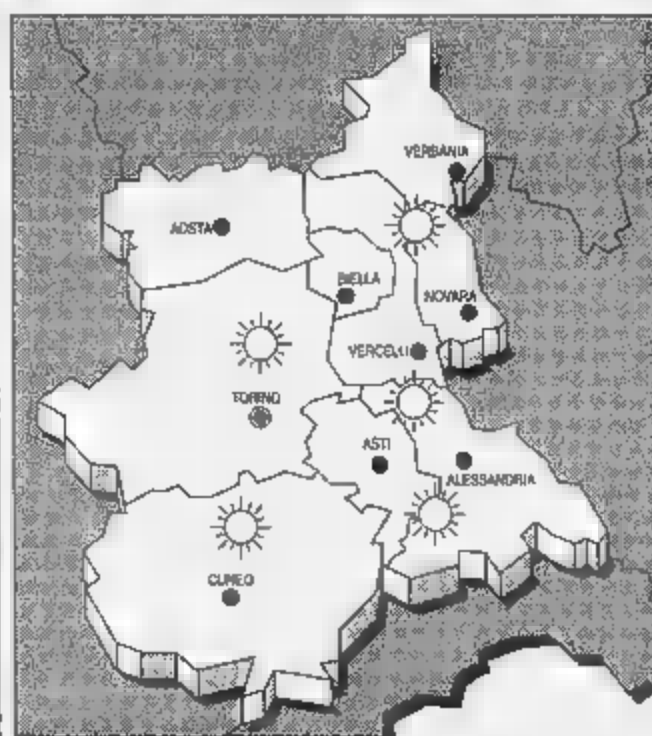 VERBANIA
AOSTA
BIELLA
NOVARA
VERCELLI
TORINO
ASTI
ALESSANDRIA
CUNEO